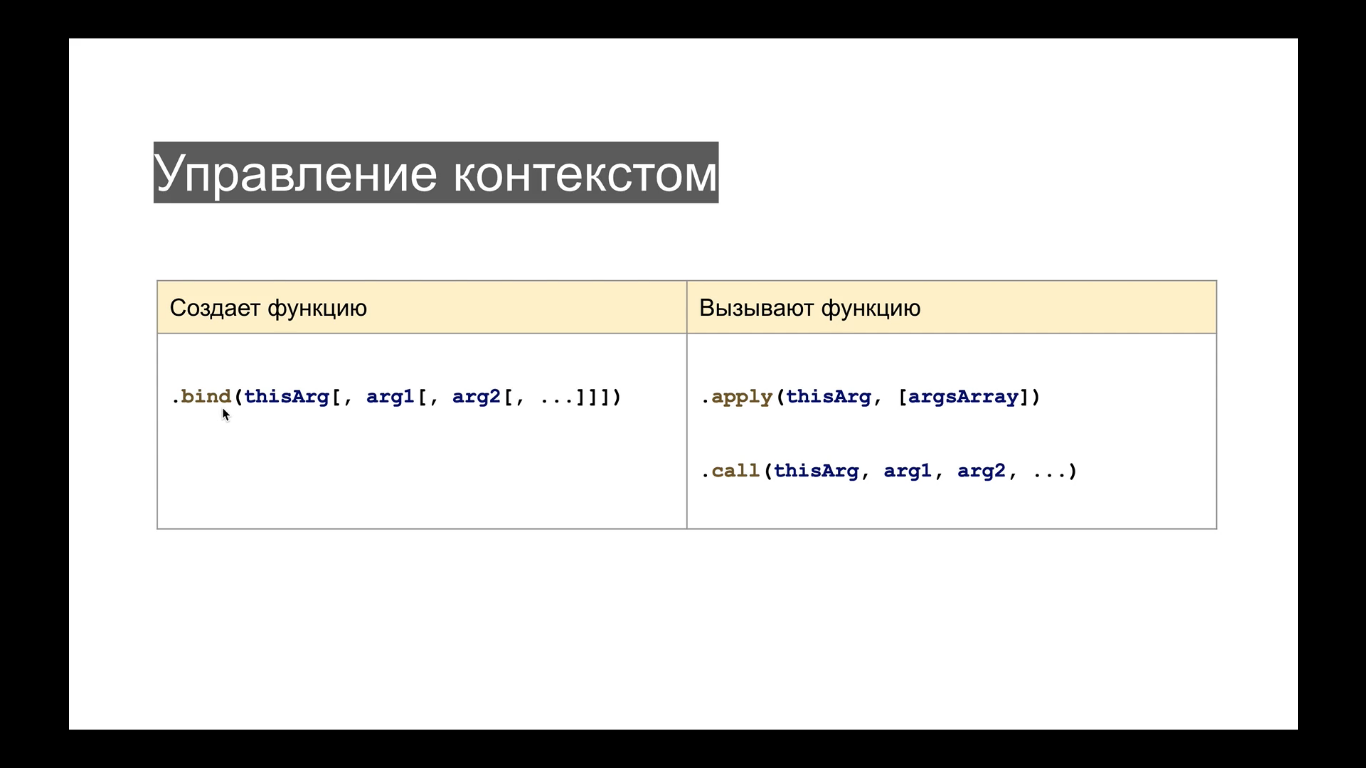 Управление контекстом
Создает функцию
Вызывают функцию
.bind(thisArg[, arg1[, arg2[, ...]]])
.apply(thisArg, [argsArray])
.call(thisArg, arg1, arg2, ...)